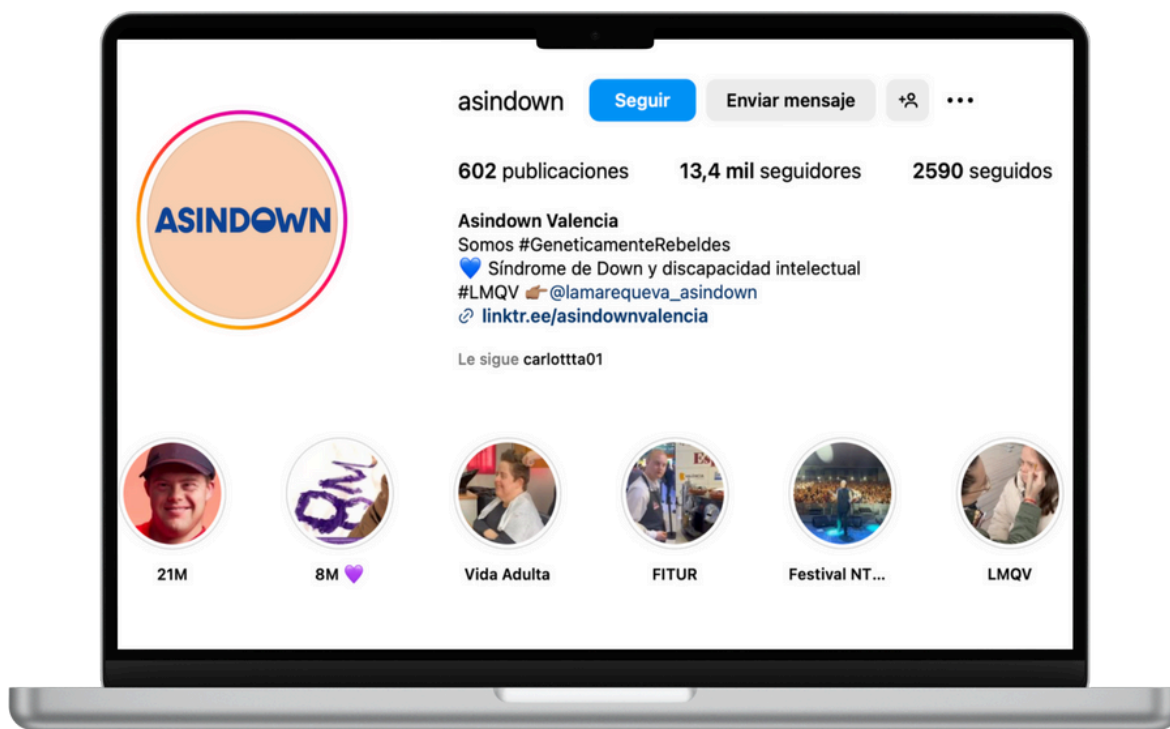 asindown Seguir Enviar mensaje
602 publicaciones 13,4 mil seguidores 2590 seguidos
ASINDOWN
Asindown Valencia
Somos #GeneticamenteRebeldes
💙 Síndrome de Down y discapacidad intelectual
#LMQV 👉🏽 @lamarequeva_asindown
linktr.ee/asindownvalencia
Le sigue carlottta01
8M
21M 8M 💜 Vida Adulta FITUR Festival NT... LMQV